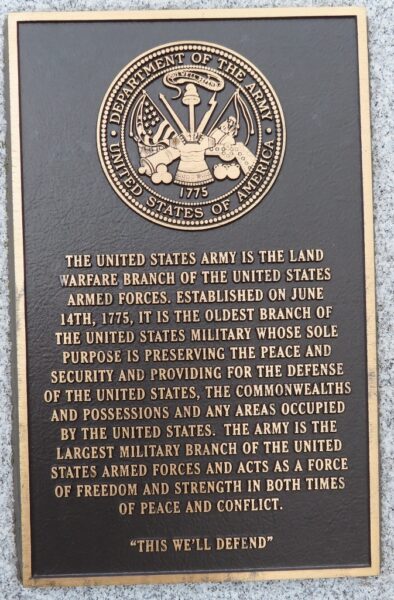 DEPARTMENT OF THE ARMY
THIS WE'LL DEFEND
1775
UNITED STATES OF AMERICA
THE UNITED STATES ARMY IS THE LAND
WARFARE BRANCH OF THE UNITED STATES
ARMED FORCES. ESTABLISHED ON JUNE
14TH, 1775, IT IS THE OLDEST BRANCH OF
THE UNITED STATES MILITARY WHOSE SOLE
PURPOSE IS PRESERVING THE PEACE AND
SECURITY AND PROVIDING FOR THE DEFENSE
OF THE UNITED STATES, THE COMMONWEALTHS
AND POSSESSIONS AND ANY AREAS OCCUPIED
BY THE UNITED STATES. THE ARMY IS THE
LARGEST MILITARY BRANCH OF THE UNITED
STATES ARMED FORCES AND ACTS AS A FORCE
OF FREEDOM AND STRENGTH IN BOTH TIMES
OF PEACE AND CONFLICT.
"THIS WE'LL DEFEND"